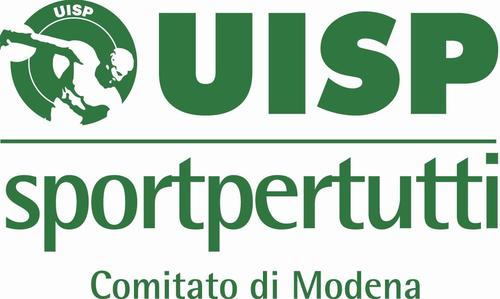 UISP
UISP
sportpertutti
Comitato di Modena